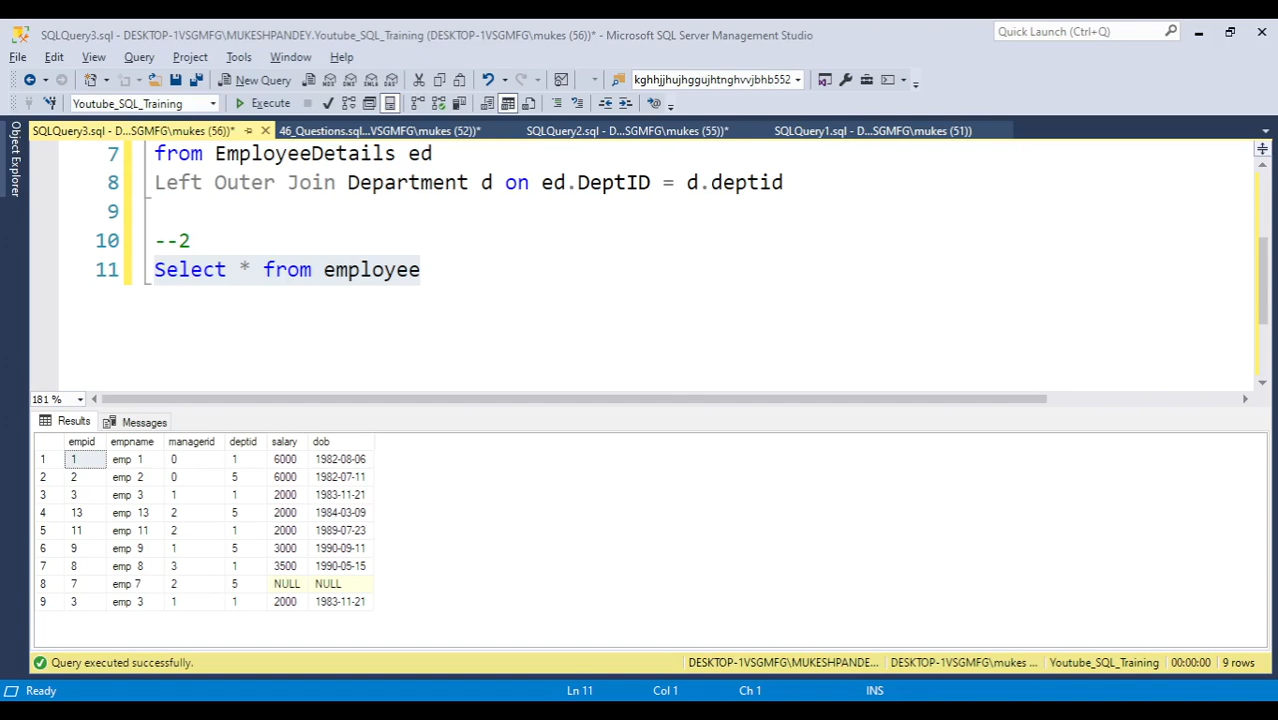 SQLQuery3.sql - DESKTOP-1VSGMFG\MUKESHPANDEY.Youtube_SQL_Training (DESKTOP-1VSGMFG\mukes (56))* - Microsoft SQL Server Management Studio
Quick Launch (Ctrl+Q)
File Edit View Query Project Tools Window Help
New Query kghhjjhujhggujhtnghvvjbhb552
Youtube_SQL_Training Execute
SQLQuery3.sql - D...SGMFG\mukes (56))* 46_Questions.sql...VSGMFG\mukes (52))* SQLQuery2.sql - D...SGMFG\mukes (55))* SQLQuery1.sql - D...SGMFG\mukes (51))
Object Explorer
7 from EmployeeDetails ed
8 Left Outer Join Department d on ed.DeptID = d.deptid
9
10 --2
11 Select * from employee
181 %
Results Messages
empid empname managerid deptid salary dob
1 1 emp 1 0 1 6000 1982-08-06
2 2 emp 2 0 5 6000 1982-07-11
3 3 emp 3 1 1 2000 1983-11-21
4 13 emp 13 2 5 2000 1984-03-09
5 11 emp 11 2 1 2000 1989-07-23
6 9 emp 9 1 5 3000 1990-09-11
7 8 emp 8 3 1 3500 1990-05-15
8 7 emp 7 2 5 NULL NULL
9 3 emp 3 1 1 2000 1983-11-21
Query executed successfully. DESKTOP-1VSGMFG\MUKESHPANDE... DESKTOP-1VSGMFG\mukes ... Youtube_SQL_Training 00:00:00 9 rows
Ready Ln 11 Col 1 Ch 1 INS